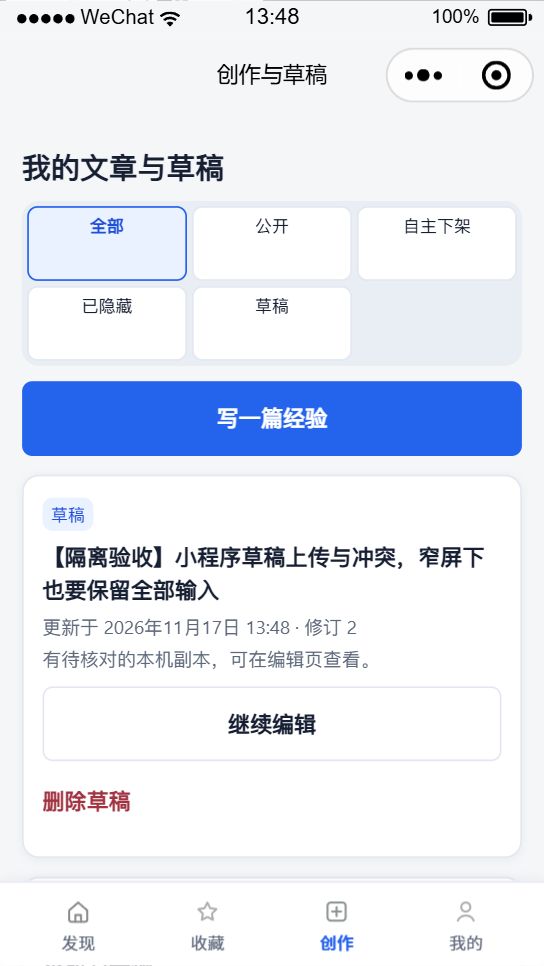 WeChat 13:48 100%
创作与草稿
我的文章与草稿
全部 公开 自主下架
已隐藏 草稿
写一篇经验
草稿
【隔离验收】小程序草稿上传与冲突，窄屏下
也要保留全部输入
更新于 2026年11月17日 13:48 · 修订 2
有待核对的本机副本，可在编辑页查看。
继续编辑
删除草稿
发现 收藏 创作 我的